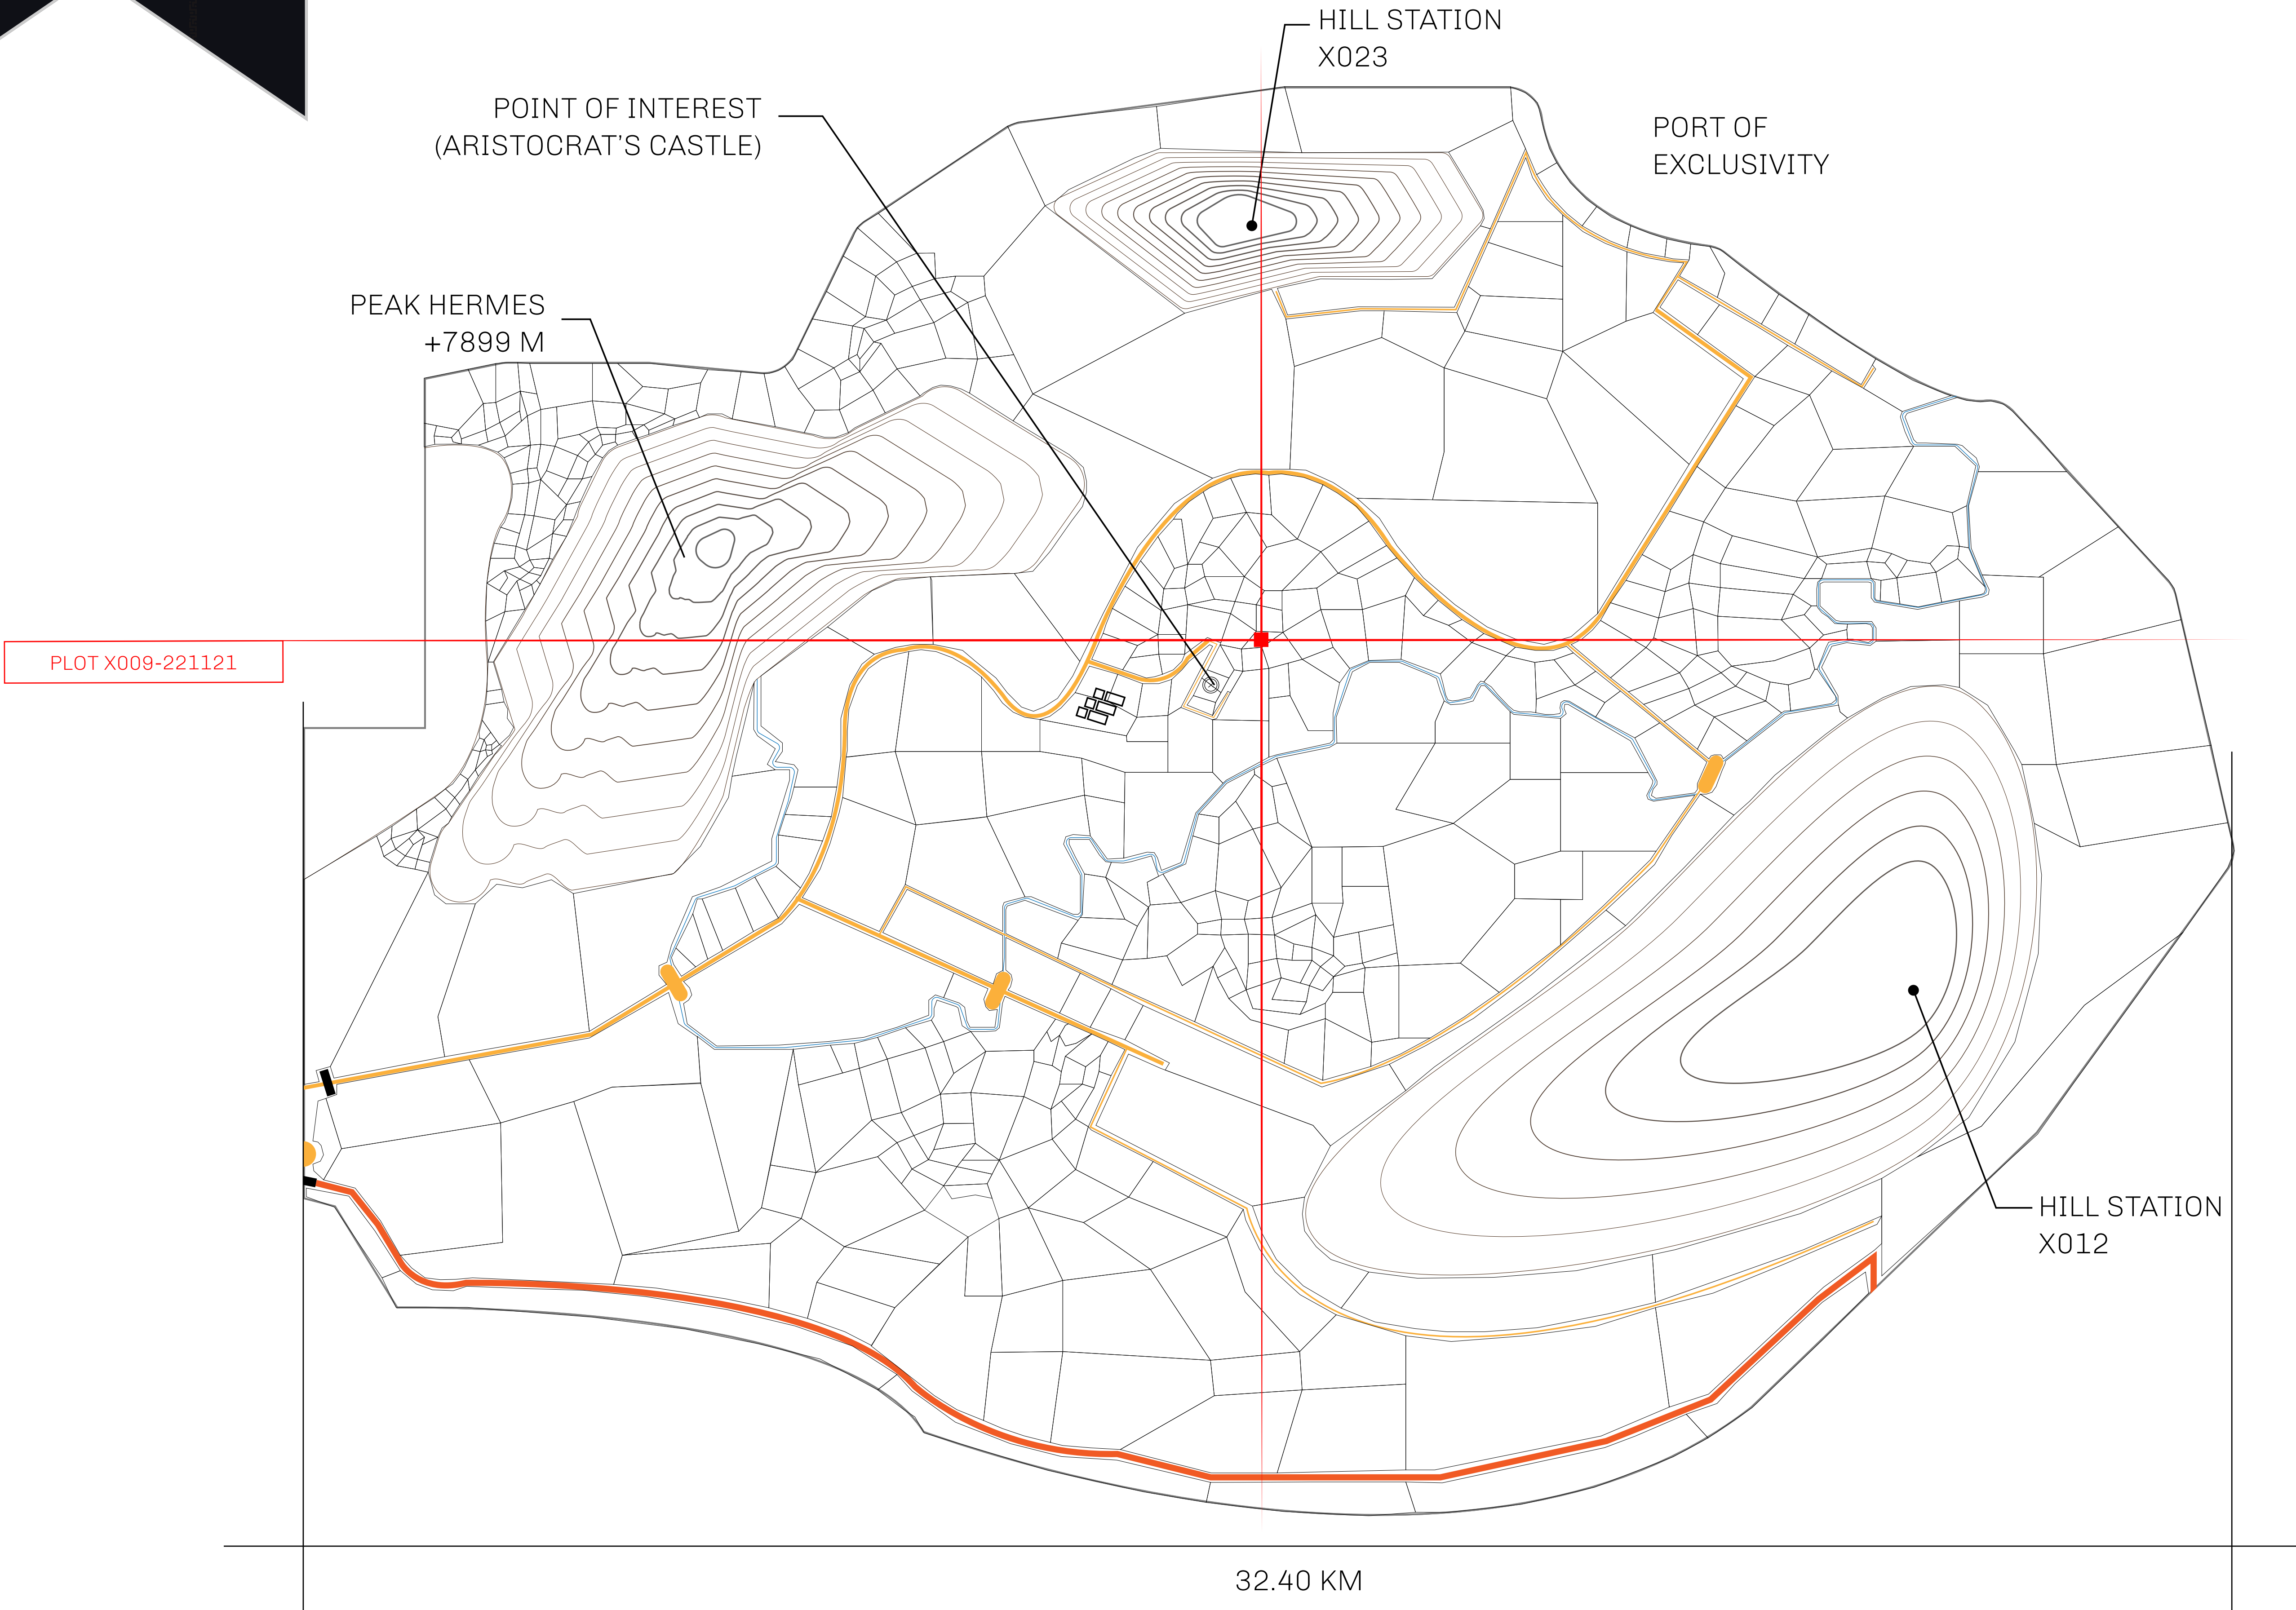 HILL STATION
X023
POINT OF INTEREST
(ARISTOCRAT'S CASTLE)
PORT OF
EXCLUSIVITY
PEAK HERMES
+7899 M
PLOT X009-221121
HILL STATION
X012
32.40 KM